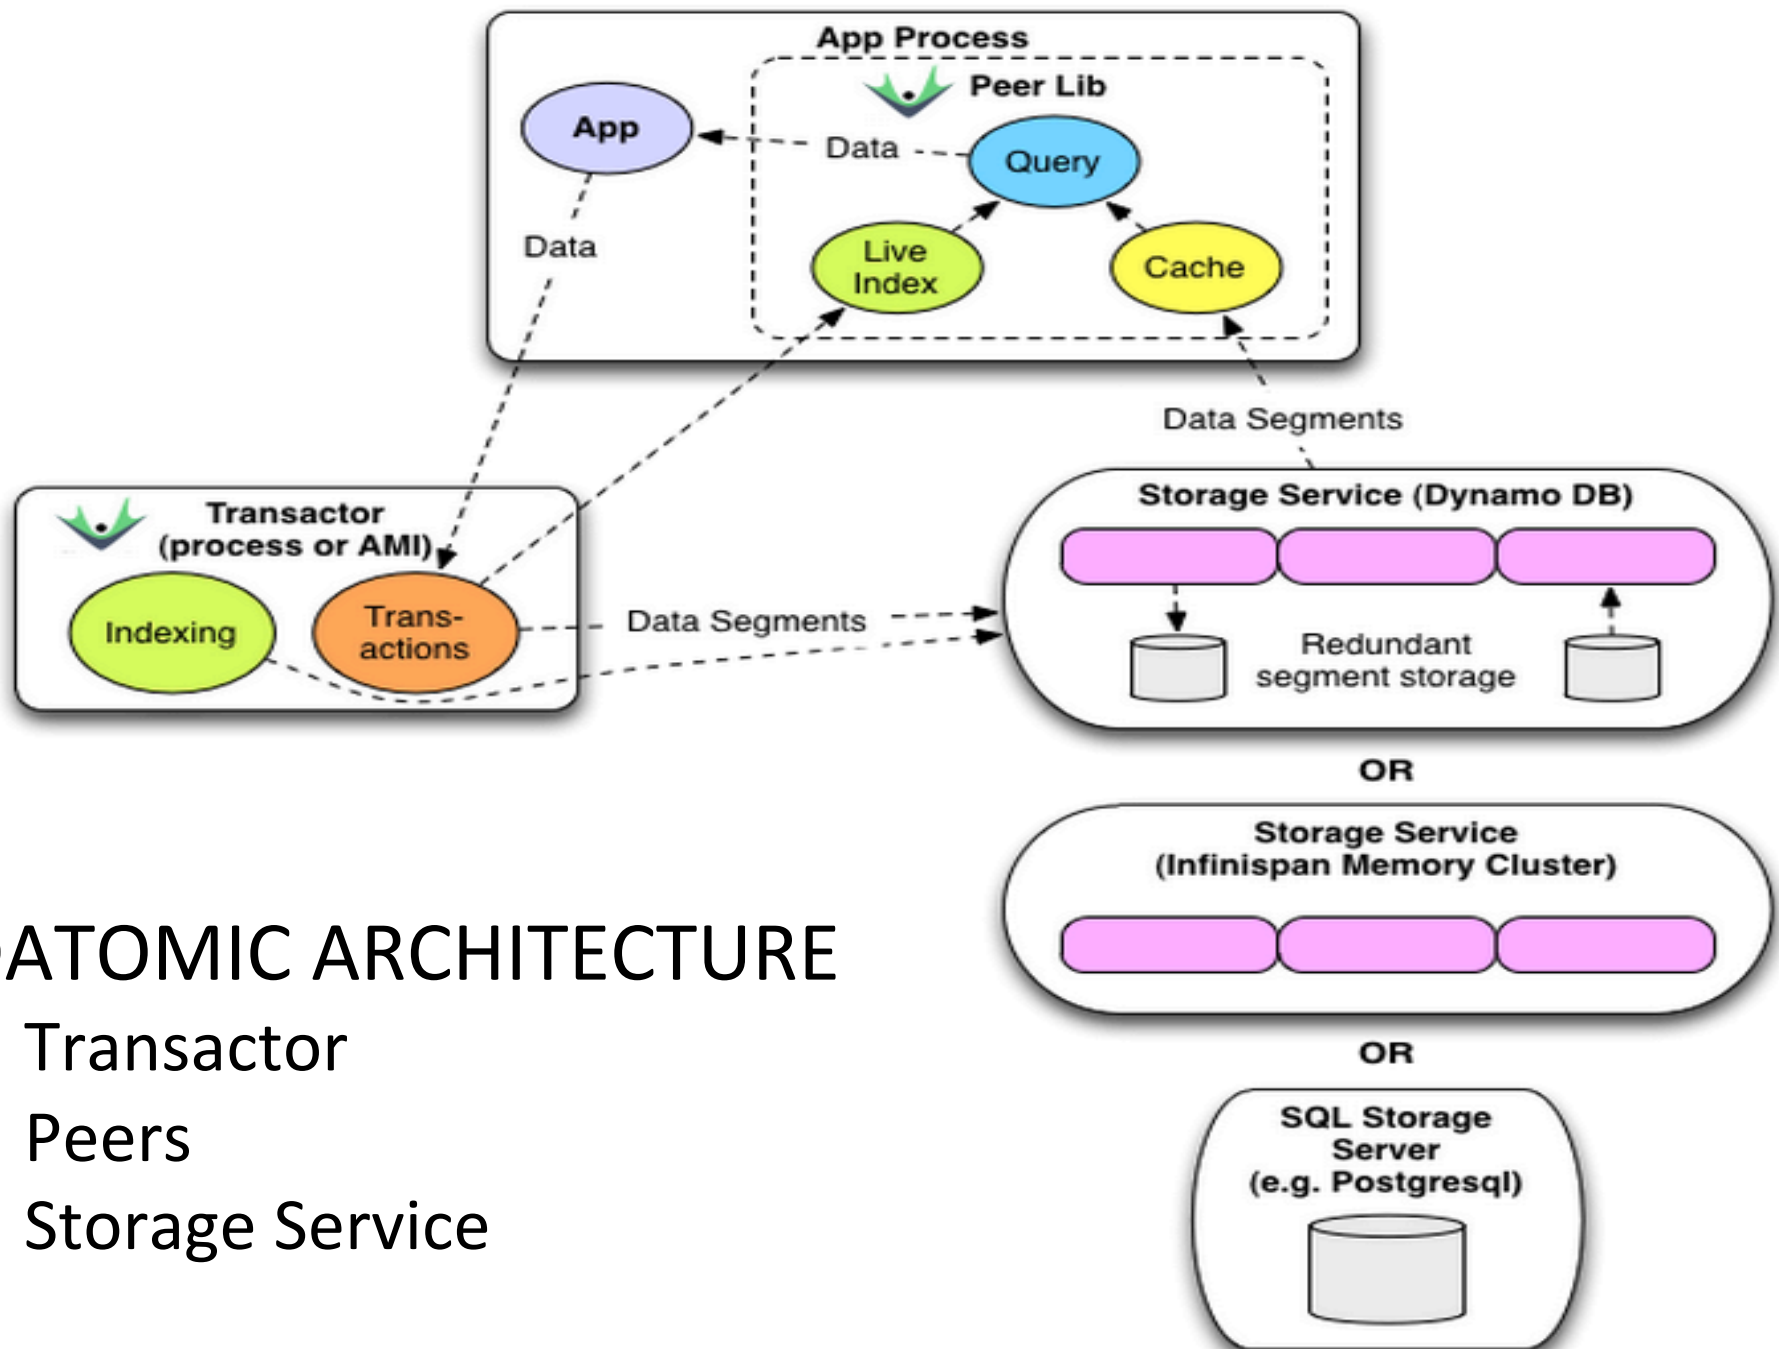 App Process
Peer Lib
App
Data
Query
Data
Live
Index
Cache
Data Segments
Transactor
(process or AMI)
Indexing
Trans-
actions
Data Segments
Storage Service (Dynamo DB)
Redundant
segment storage
OR
Storage Service
(Infinispan Memory Cluster)
OR
SQL Storage
Server
(e.g. Postgresql)
DATOMIC ARCHITECTURE
Transactor
Peers
Storage Service